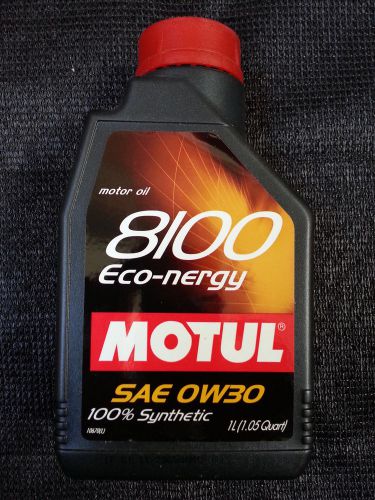 motor oil
8100
Eco-nergy
MOTUL®
SAE 0W30
100% Synthetic
1L (1.05 Quart)